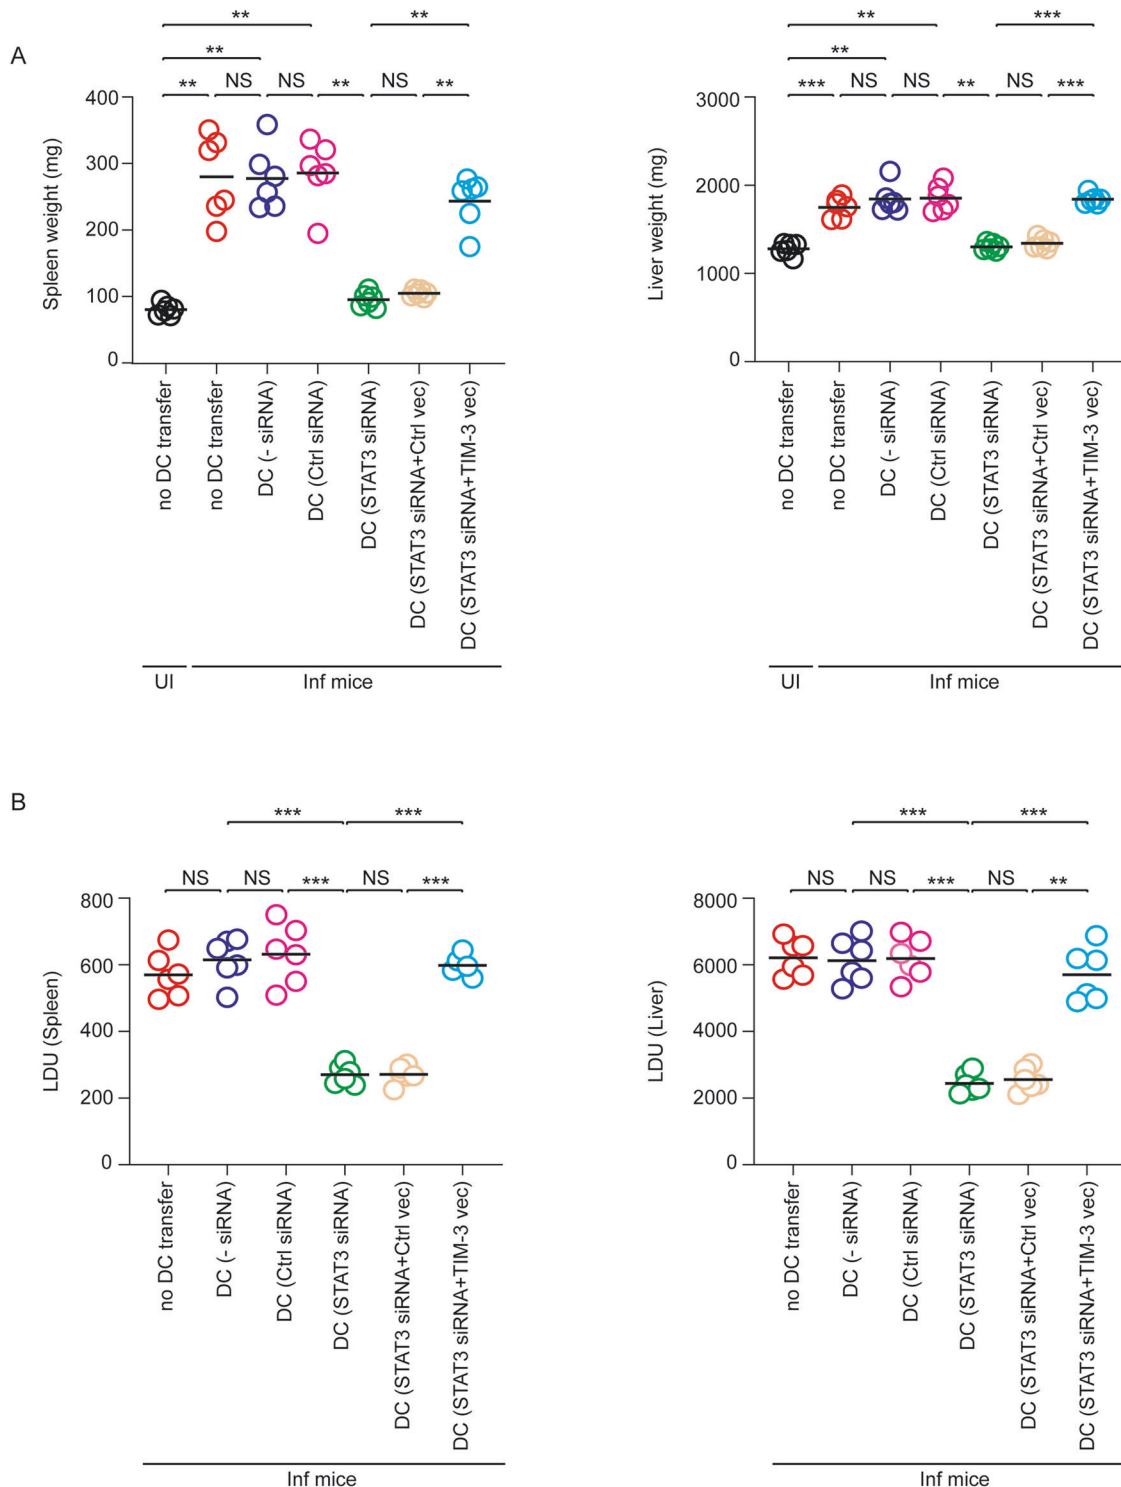 A
** ** ** ***
** **
** NS NS ** NS ** *** NS NS ** NS ***
Spleen weight (mg)
400
300
200
100
0
no DC transfer
no DC transfer
DC (- siRNA)
DC (Ctrl siRNA)
DC (STAT3 siRNA)
DC (STAT3 siRNA+Ctrl vec)
DC (STAT3 siRNA+TIM-3 vec)
UI Inf mice
Liver weight (mg)
3000
2000
1000
0
no DC transfer
no DC transfer
DC (- siRNA)
DC (Ctrl siRNA)
DC (STAT3 siRNA)
DC (STAT3 siRNA+Ctrl vec)
DC (STAT3 siRNA+TIM-3 vec)
UI Inf mice
B
*** *** *** ***
NS NS *** NS *** NS NS *** NS **
LDU (Spleen)
800
600
400
200
0
no DC transfer
DC (- siRNA)
DC (Ctrl siRNA)
DC (STAT3 siRNA)
DC (STAT3 siRNA+Ctrl vec)
DC (STAT3 siRNA+TIM-3 vec)
Inf mice
LDU (Liver)
8000
6000
4000
2000
0
no DC transfer
DC (- siRNA)
DC (Ctrl siRNA)
DC (STAT3 siRNA)
DC (STAT3 siRNA+Ctrl vec)
DC (STAT3 siRNA+TIM-3 vec)
Inf mice